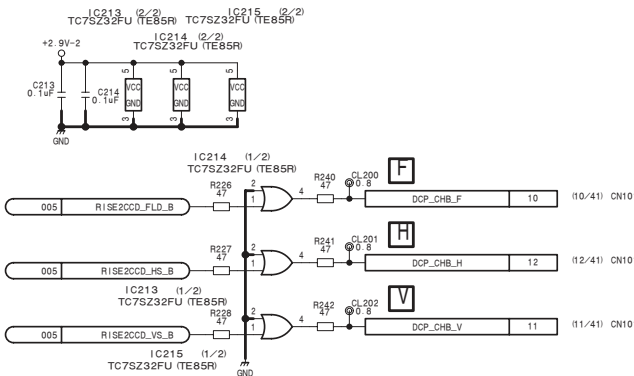 IC213 (2/2)
TC7SZ32FU (TE85R)
IC215 (2/2)
TC7SZ32FU (TE85R)
IC214 (2/2)
TC7SZ32FU (TE85R)
+2.9V-2
C213
0.1uF
C214
0.1uF
5
VCC
GND
3
5
VCC
GND
3
5
VCC
GND
3
GND
IC214 (1/2)
TC7SZ32FU (TE85R)
005 RISE2CCD_FLD_B
R226
47
2
1
4
R240
47
CL200
0.8
F
DCP_CHB_F 10
(10/41) CN10
005 RISE2CCD_HS_B
R227
47
2
1
4
R241
47
CL201
0.8
H
DCP_CHB_H 12
(12/41) CN10
IC213 (1/2)
TC7SZ32FU (TE85R)
005 RISE2CCD_VS_B
R228
47
2
1
4
R242
47
CL202
0.8
V
DCP_CHB_V 11
(11/41) CN10
IC215 (1/2)
TC7SZ32FU (TE85R)
GND